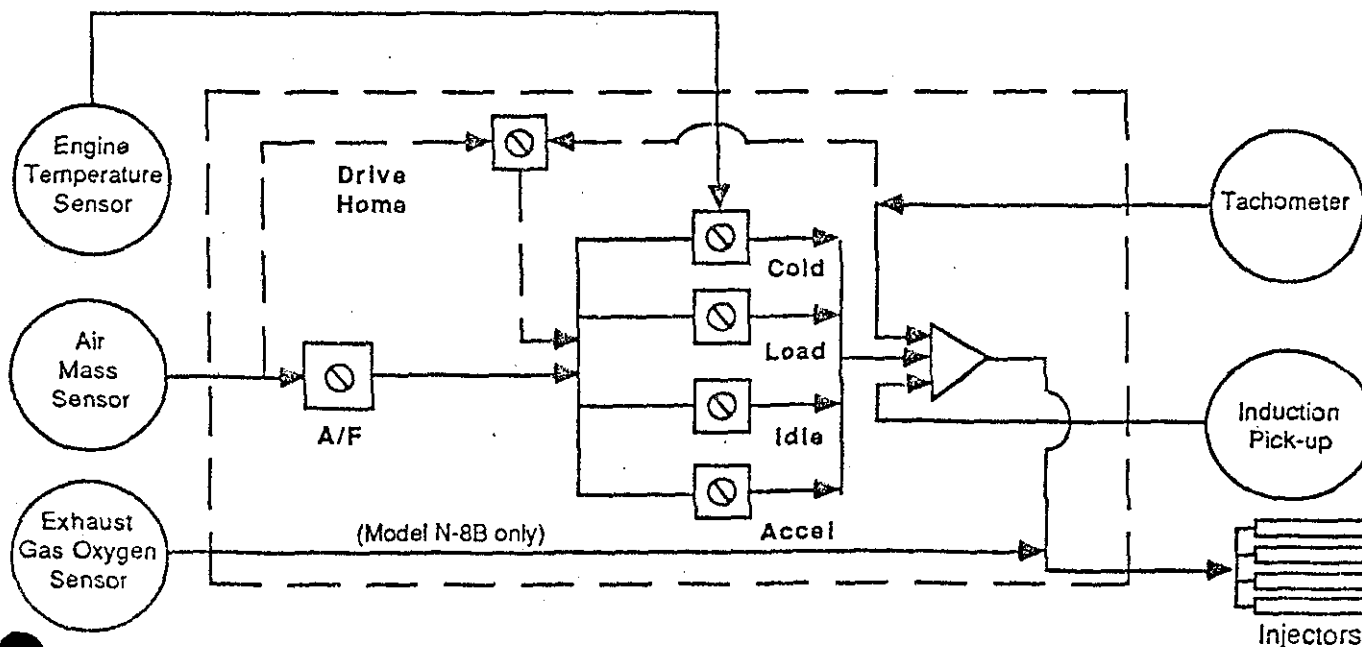 Engine
Temperature
Sensor
Drive
Home
Tachometer
Cold
Air
Mass
Sensor
Load
A/F
Idle
Induction
Pick-up
Exhaust
Gas Oxygen
Sensor
(Model N-8B only)
Accel
Injectors